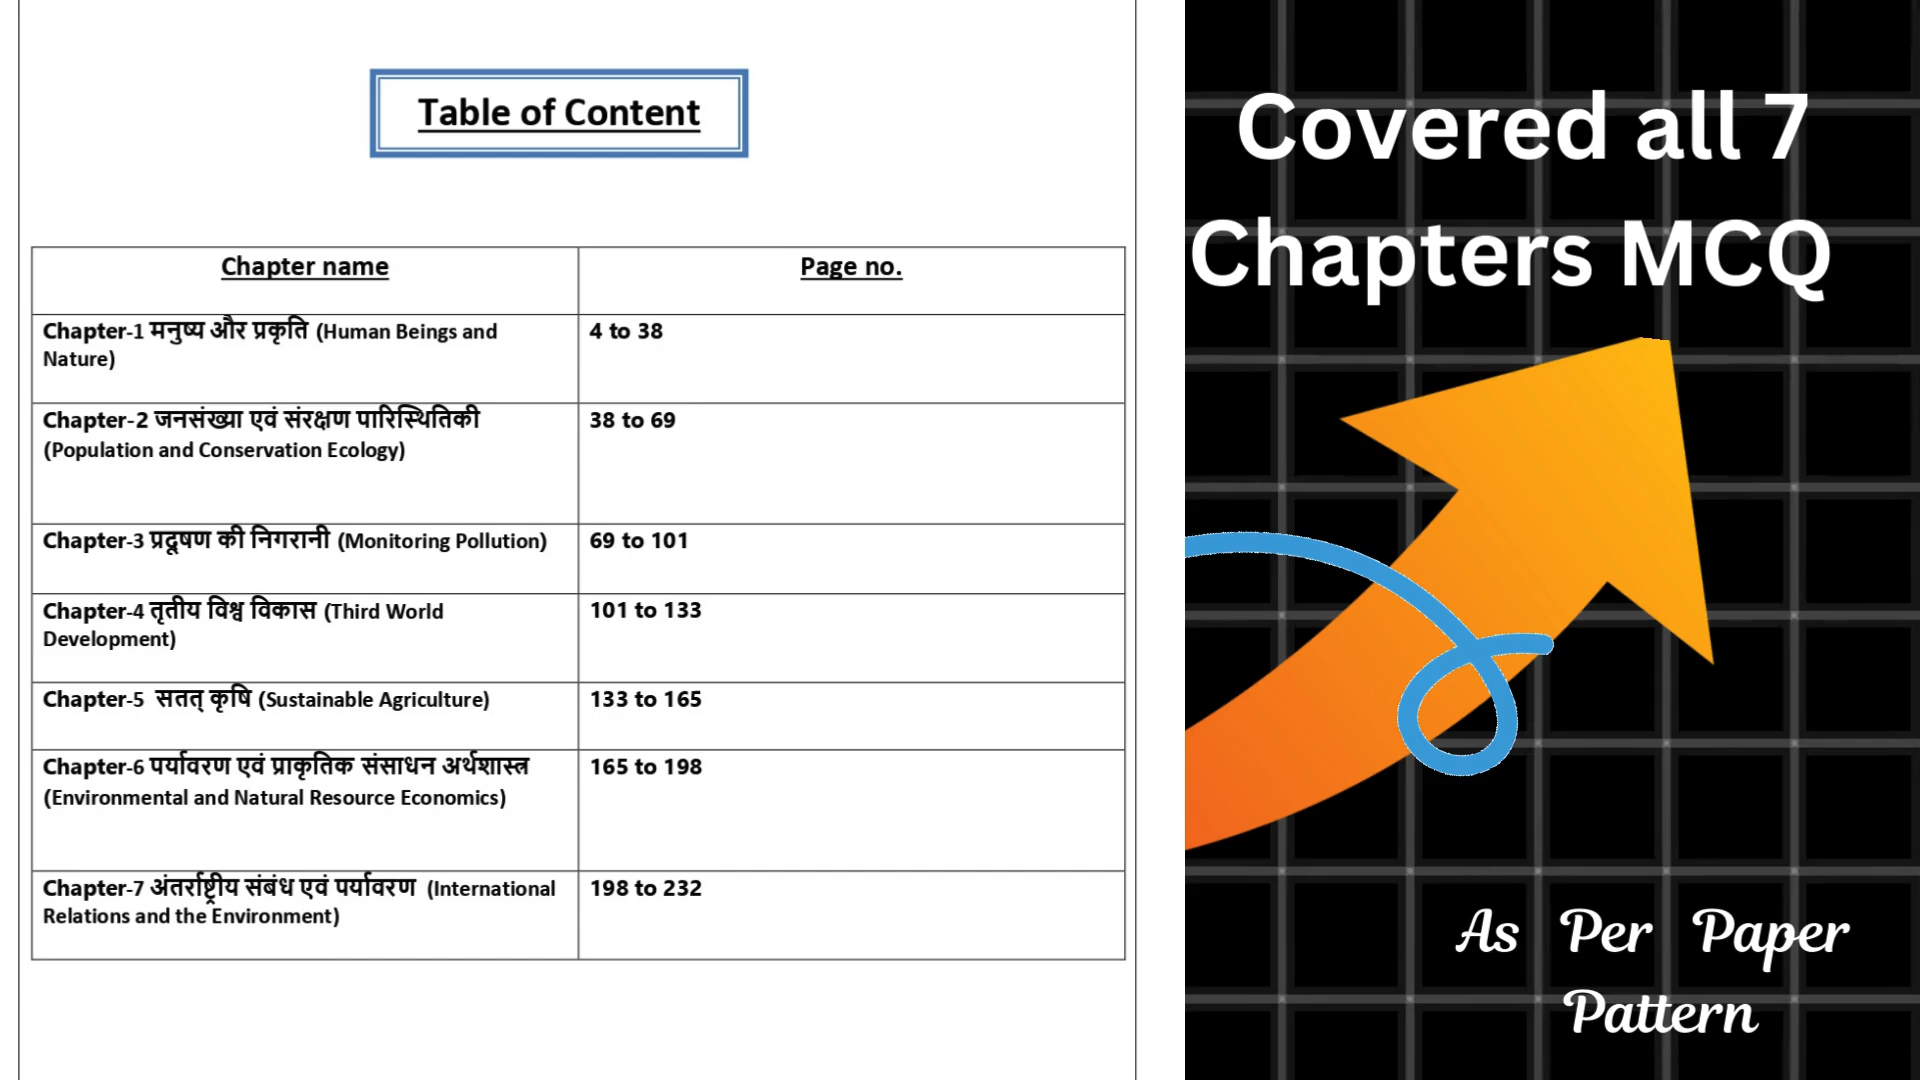 Table of Content
Chapter name
Page no.
Chapter-1 मनुष्य और प्रकृति (Human Beings and
Nature)
4 to 38
Chapter-2 जनसंख्या एवं संरक्षण पारिस्थितिकी
(Population and Conservation Ecology)
38 to 69
Chapter-3 प्रदूषण की निगरानी (Monitoring Pollution)
69 to 101
Chapter-4 तृतीय विश्व विकास (Third World
Development)
101 to 133
Chapter-5 सतत् कृषि (Sustainable Agriculture)
133 to 165
Chapter-6 पर्यावरण एवं प्राकृतिक संसाधन अर्थशास्त्र
(Environmental and Natural Resource Economics)
165 to 198
Chapter-7 अंतर्राष्ट्रीय संबंध एवं पर्यावरण (International
Relations and the Environment)
198 to 232
Covered all 7
Chapters MCQ
As Per Paper
Pattern